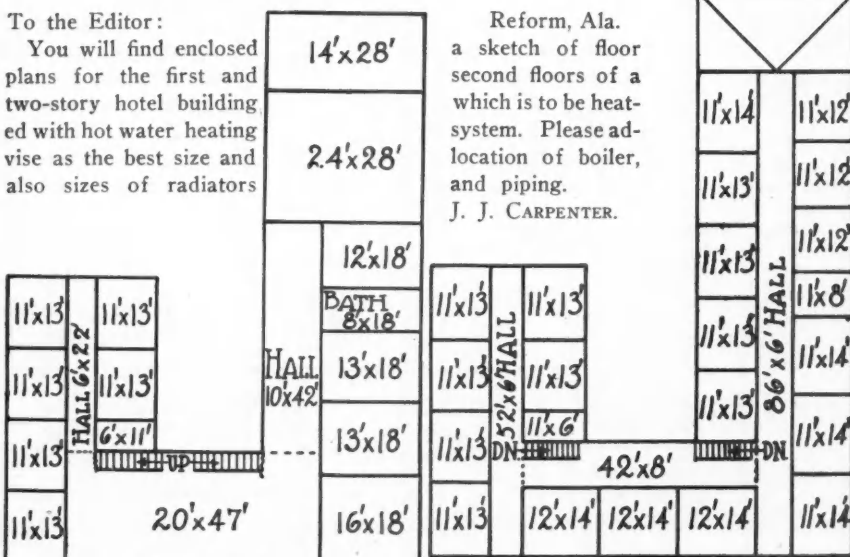 Reform, Ala.
To the Editor:
You will find enclosed a sketch of floor
plans for the first and second floors of a
two-story hotel building which is to be heat-
ed with hot water heating system. Please ad-
vise as the best size and location of boiler,
also sizes of radiators and piping.
J. J. CARPENTER.
14'x28'
24'x28'
12'x18'
BATH
8x18'
HALL
10'x42'
13'x18'
13'x18'
16'x18'
11'x13'
11'x13'
11'x13'
11'x13'
HALL 6x22'
11'x13'
11'x13'
6'x11'
UP
20'x47'
11'x13'
11'x13'
11'x13'
11'x13'
52'x6' HALL
11'x13'
11'x13'
11'x6'
DN
42'x8'
DN
12'x14'
12'x14'
12'x14'
11'x14'
11'x13'
11'x13'
11'x13'
11'x13'
86'x6' HALL
11'x12'
11'x12'
11'x12'
11'x8'
11'x14'
11'x14'
11'x14'